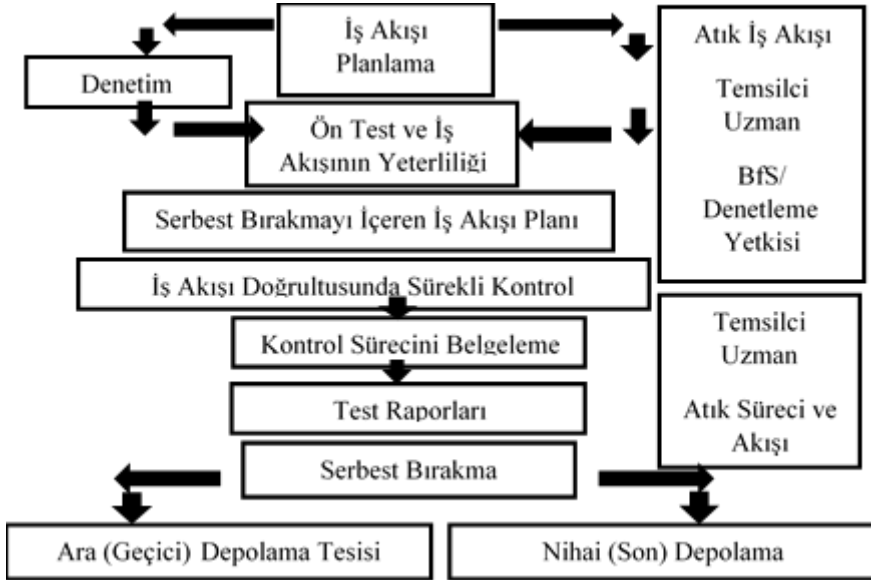 İş Akışı
Planlama
Denetim
Ön Test ve İş
Akışının Yeterliliği
Serbest Bırakmayı İçeren İş Akışı Planı
İş Akışı Doğrultusunda Sürekli Kontrol
Kontrol Sürecini Belgeleme
Test Raporları
Serbest Bırakma
Ara (Geçici) Depolama Tesisi
Nihai (Son) Depolama
Atık İş Akışı
Temsilci
Uzman
BfS/
Denetleme
Yetkisi
Temsilci
Uzman
Atık Süreci ve
Akışı